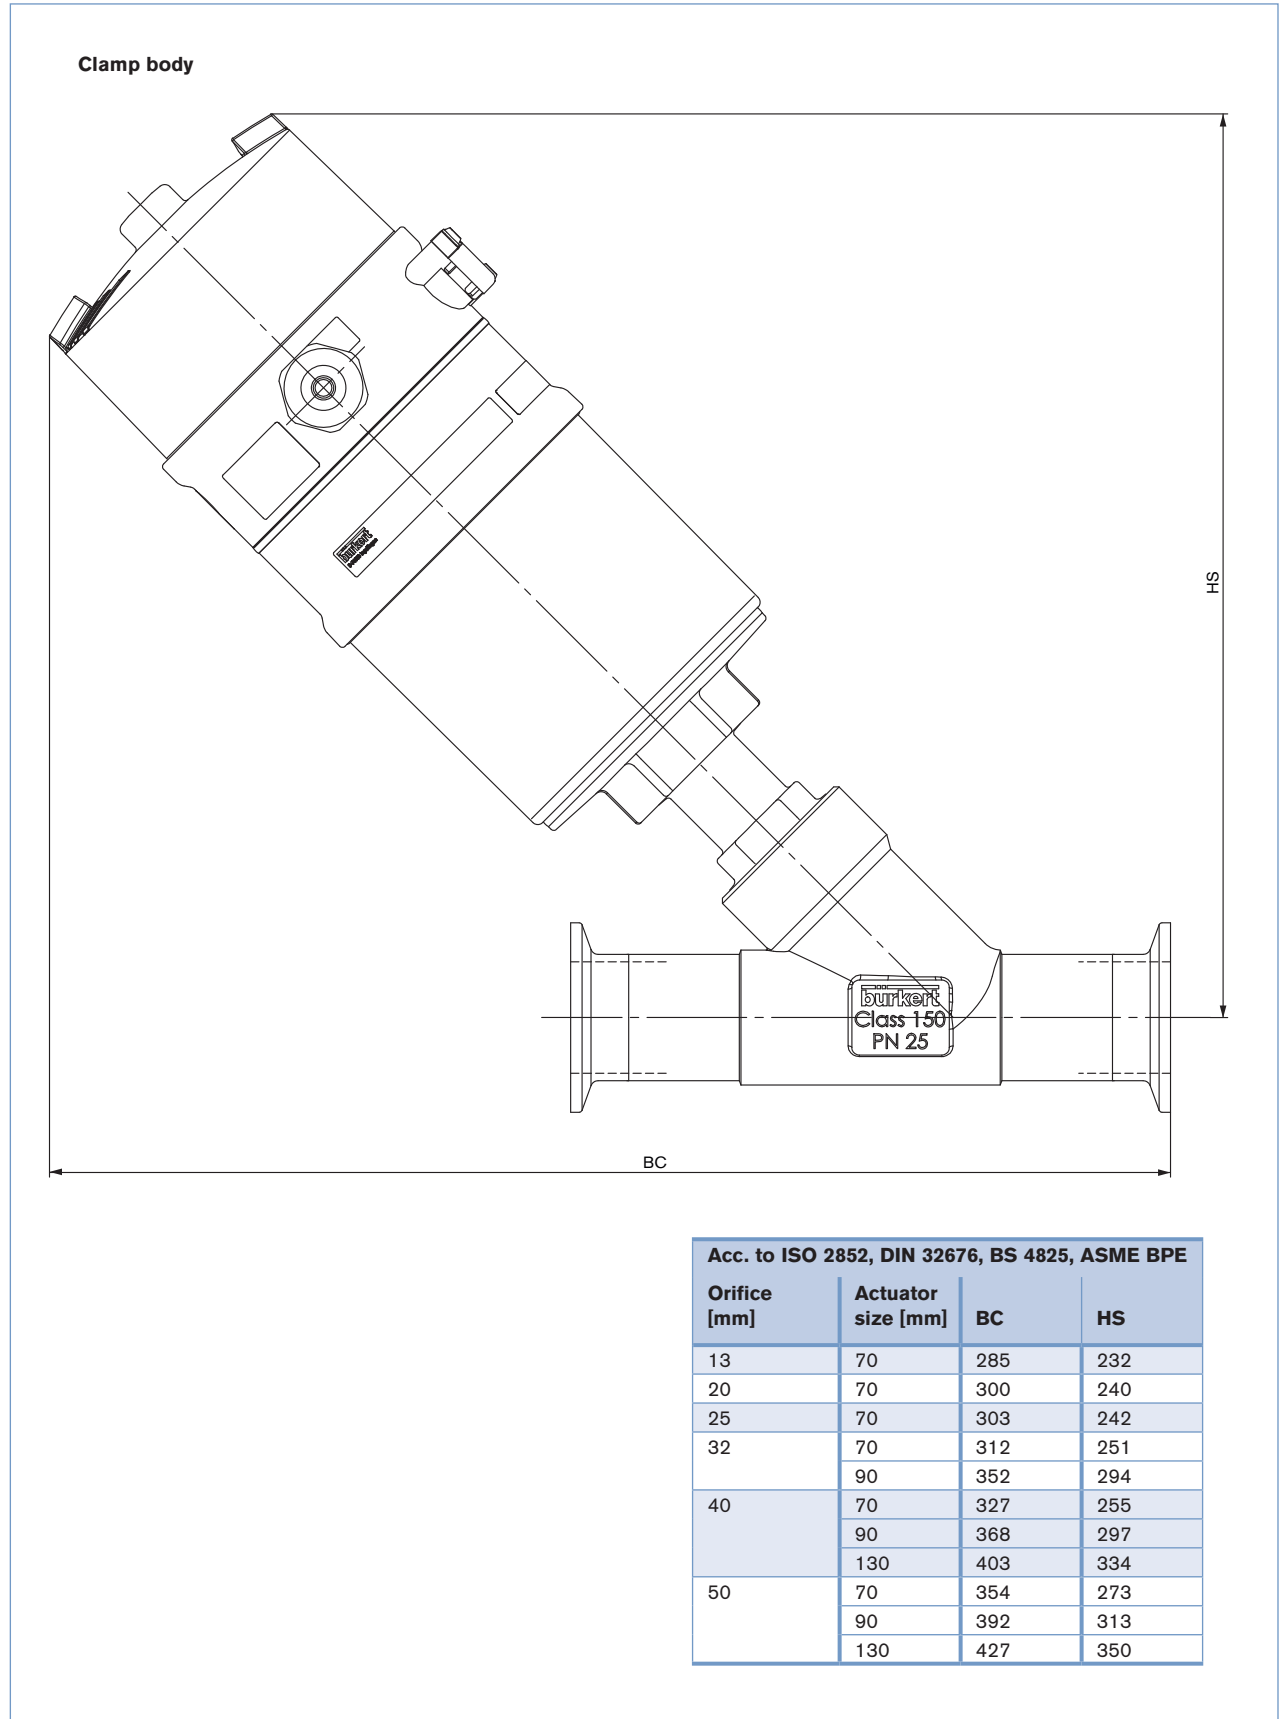 Clamp body
HS
bürkert
bürkert
Class 150
PN 25
BC
Acc. to ISO 2852, DIN 32676, BS 4825, ASME BPE
Orifice [mm] Actuator size [mm] BC HS
13 70 285 232
20 70 300 240
25 70 303 242
32 70 312 251
90 352 294
40 70 327 255
90 368 297
130 403 334
50 70 354 273
90 392 313
130 427 350